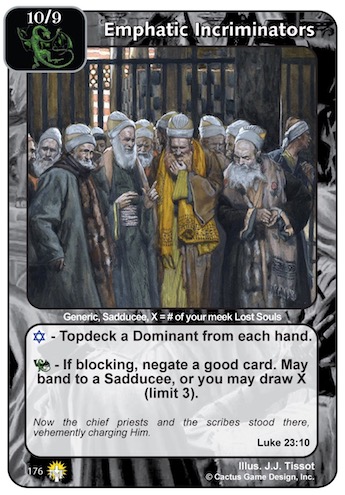 10/9
Emphatic Incriminators
Generic, Sadducee, X = # of your meek Lost Souls
- Topdeck a Dominant from each hand.
- If blocking, negate a good card. May
band to a Sadducee, or you may draw X
(limit 3).
Now the chief priests and the scribes stood there,
vehemently charging Him.
Luke 23:10
176
Illus. J.J. Tissot
© Cactus Game Design, Inc.